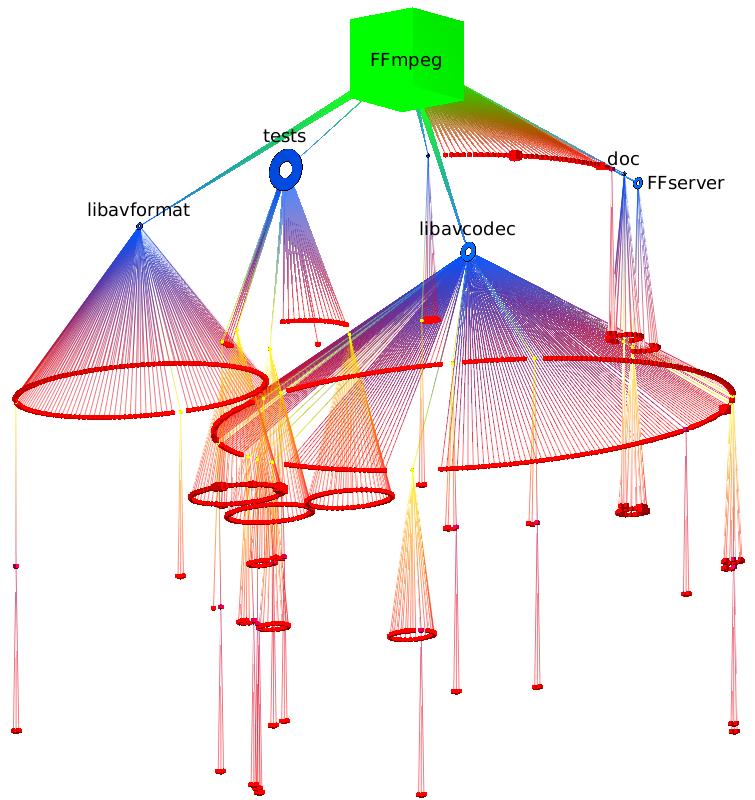 FFmpeg
tests
doc
FFserver
libavformat
libavcodec